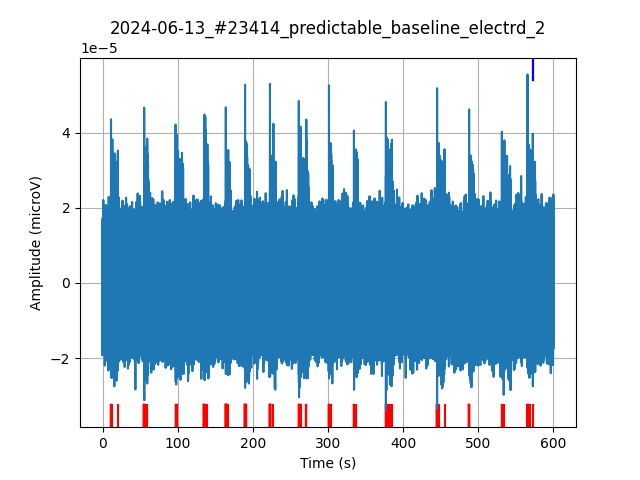 2024-06-13_#23414_predictable_baseline_electrd_2
1e−5
4
2
0
−2
Amplitude (microV)
0 100 200 300 400 500 600
Time (s)